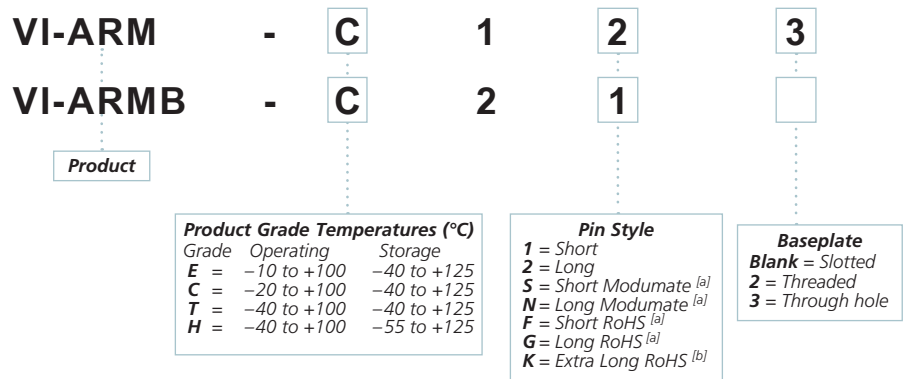 VI-ARM - C 1 2 3
VI-ARMB - C 2 1
Product
Product Grade Temperatures (°C)
Grade Operating Storage
E = –10 to +100 –40 to +125
C = –20 to +100 –40 to +125
T = –40 to +100 –40 to +125
H = –40 to +100 –55 to +125
Pin Style
1 = Short
2 = Long
S = Short Modumate [a]
N = Long Modumate [a]
F = Short RoHS [a]
G = Long RoHS [a]
K = Extra Long RoHS [b]
Baseplate
Blank = Slotted
2 = Threaded
3 = Through hole